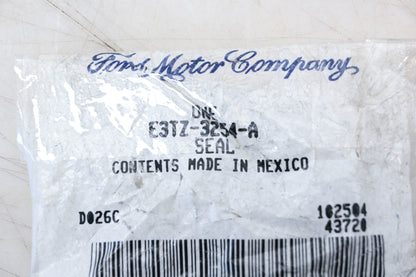 Ford Motor Company
ONE
E3TZ-3254-A
SEAL
CONTENTS MADE IN MEXICO
D026C 102504
43720